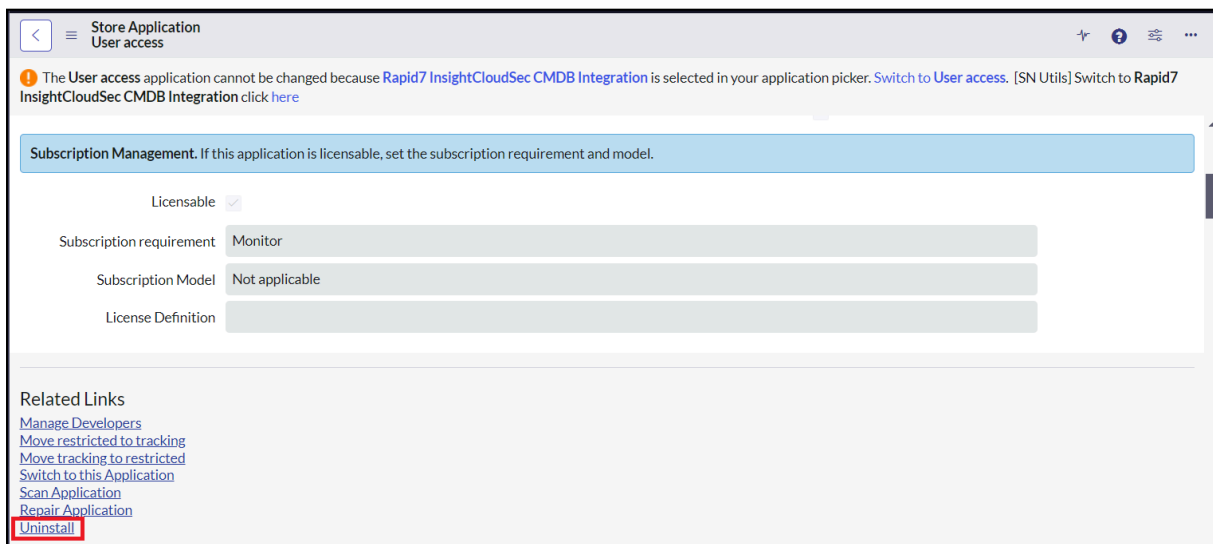 Store Application
User access
The User access application cannot be changed because Rapid7 InsightCloudSec CMDB Integration is selected in your application picker. Switch to User access. [SN Utils] Switch to Rapid7
InsightCloudSec CMDB Integration click here
Subscription Management. If this application is licensable, set the subscription requirement and model.
Licensable
Subscription requirement Monitor
Subscription Model Not applicable
License Definition
Related Links
Manage Developers
Move restricted to tracking
Move tracking to restricted
Switch to this Application
Scan Application
Repair Application
Uninstall